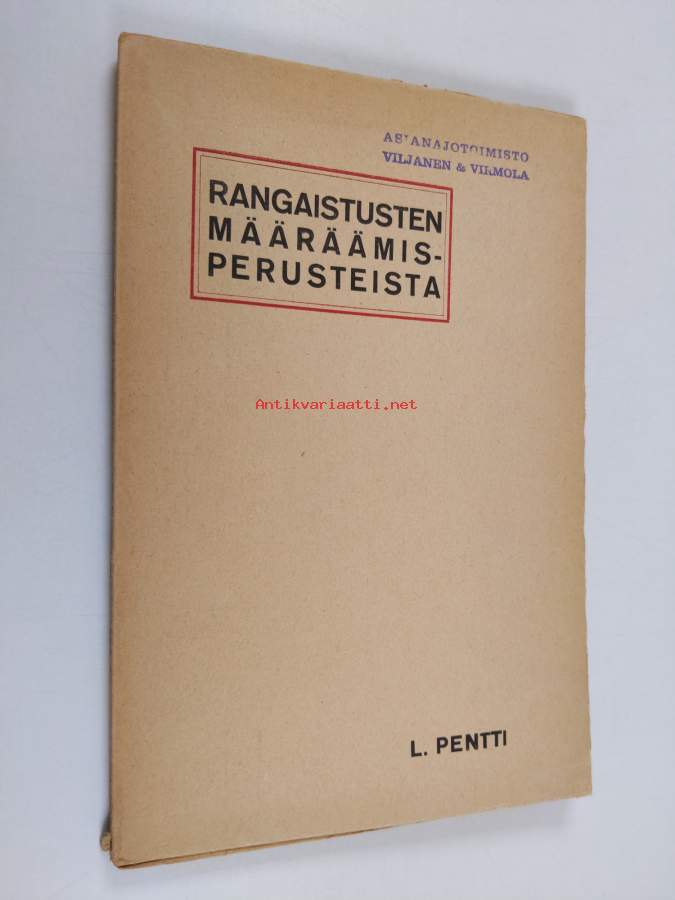 ASIANAJOTOIMISTO
VILJANEN & VIRMOLA
RANGAISTUSTEN
MÄÄRÄÄMIS-
PERUSTEISTA
Antikvariaatti.net
L. PENTTI